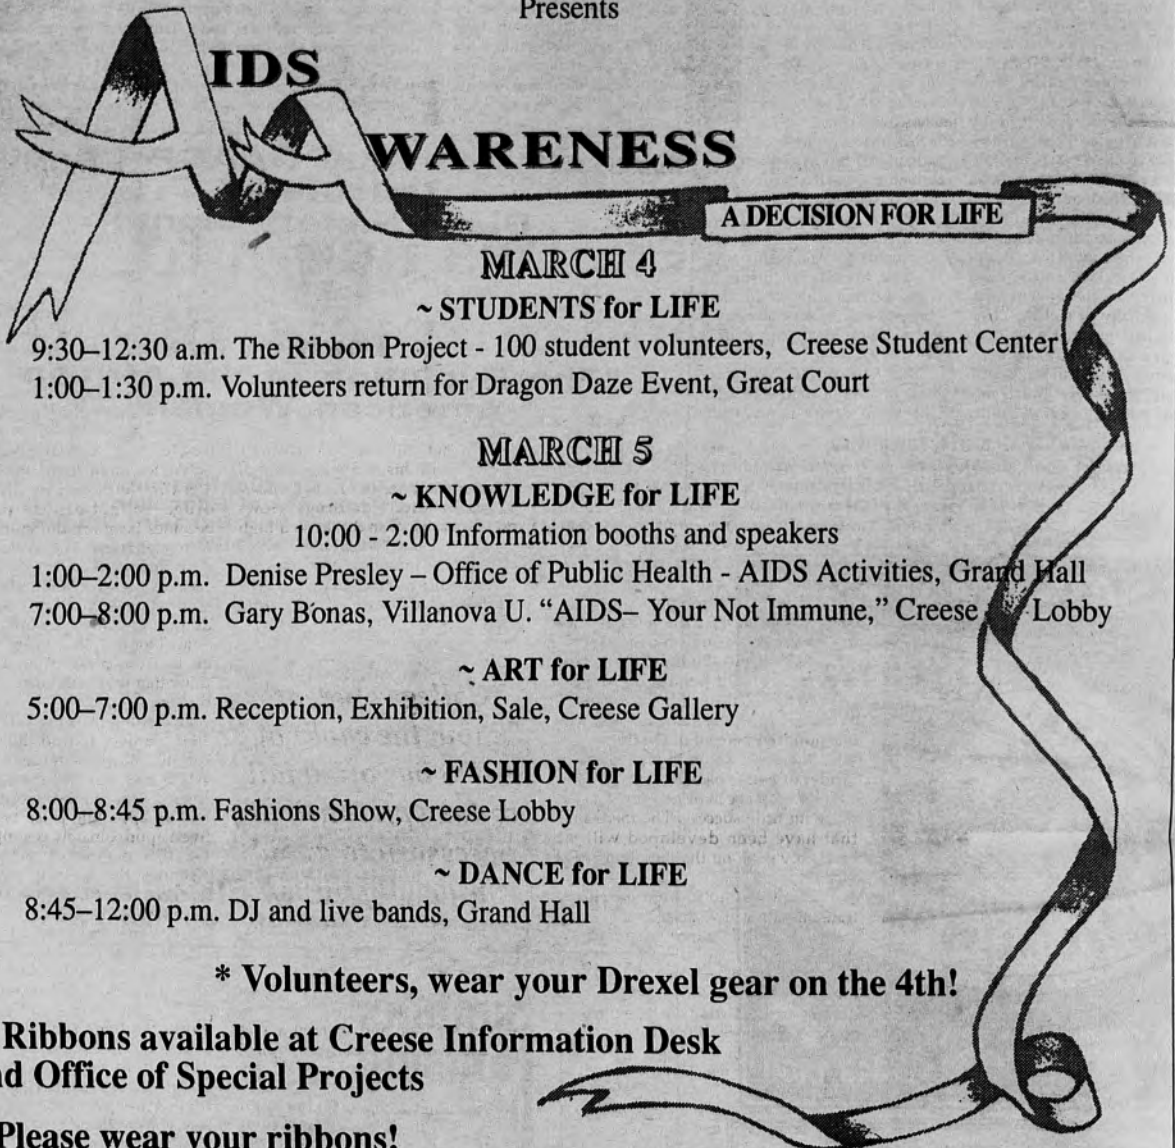 Presents
AIDS
AWARENESS
A DECISION FOR LIFE
MARCH 4
~ STUDENTS for LIFE
9:30–12:30 a.m. The Ribbon Project - 100 student volunteers, Creese Student Center
1:00–1:30 p.m. Volunteers return for Dragon Daze Event, Great Court
MARCH 5
~ KNOWLEDGE for LIFE
10:00 - 2:00 Information booths and speakers
1:00–2:00 p.m. Denise Presley – Office of Public Health - AIDS Activities, Grand Hall
7:00–8:00 p.m. Gary Bonas, Villanova U. “AIDS– Your Not Immune,” Creese Lobby
~ ART for LIFE
5:00–7:00 p.m. Reception, Exhibition, Sale, Creese Gallery
~ FASHION for LIFE
8:00–8:45 p.m. Fashions Show, Creese Lobby
~ DANCE for LIFE
8:45–12:00 p.m. DJ and live bands, Grand Hall
* Volunteers, wear your Drexel gear on the 4th!
Ribbons available at Creese Information Desk
d Office of Special Projects
Please wear your ribbons!